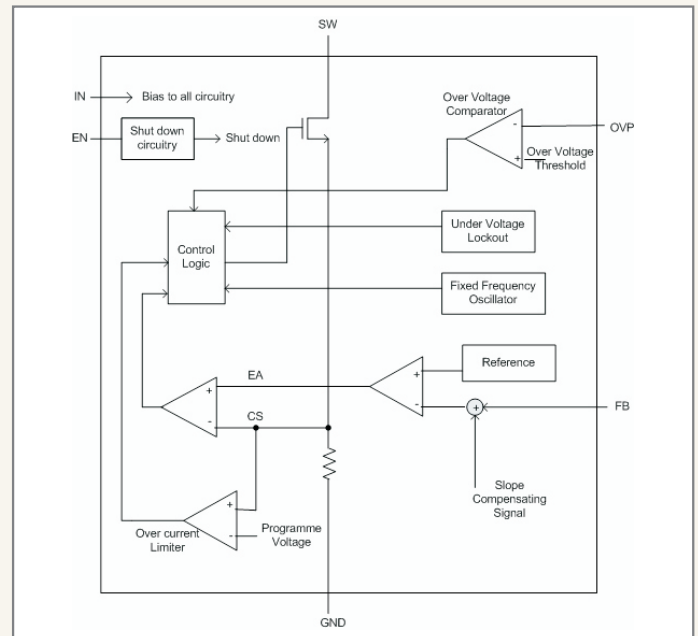 SW
IN
Bias to all circuitry
Over Voltage
Comparator
EN
Shut down
circuitry
Shut down
-
OVP
+
Over Voltage
Threshold
Control
Logic
Under Voltage
Lockout
Fixed Frequency
Oscillator
Reference
EA
+
+
-
+
FB
CS
-
Slope
Compensating
Signal
+
Over current
Limiter
-
Programme
Voltage
GND